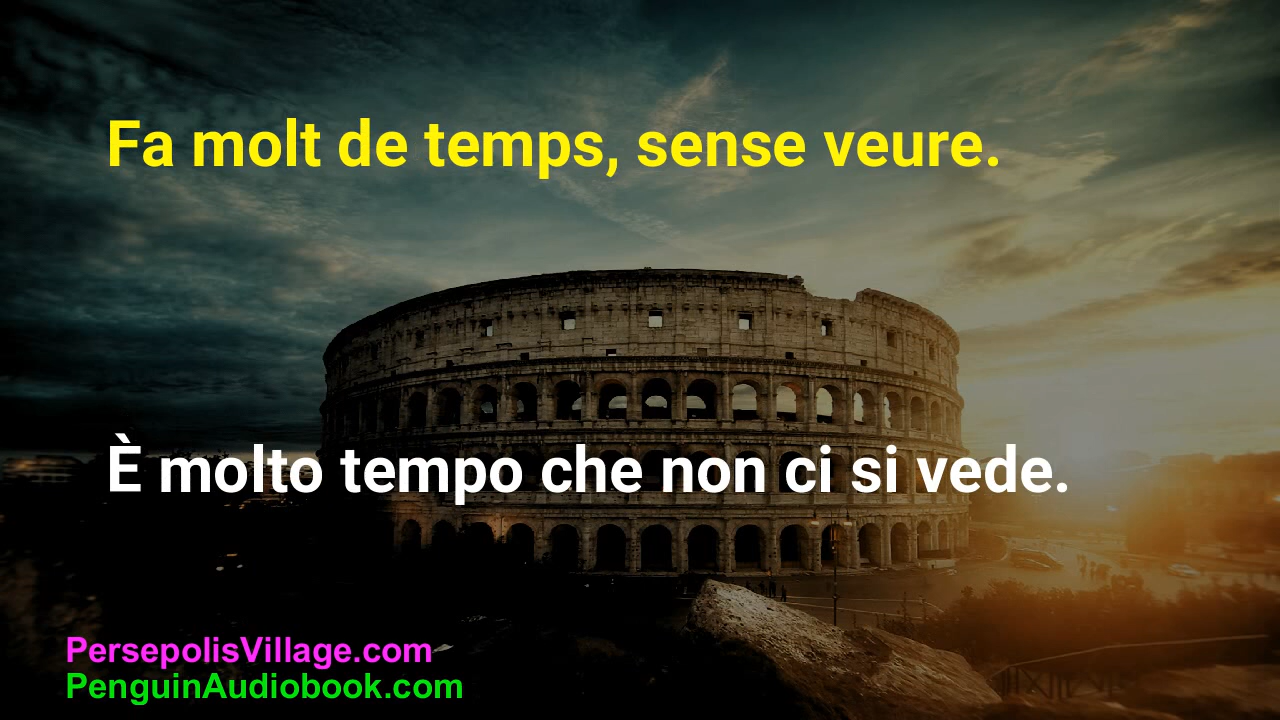 Fa molt de temps, sense veure.
È molto tempo che non ci si vede.
PersepolisVillage.com
PenguinAudiobook.com